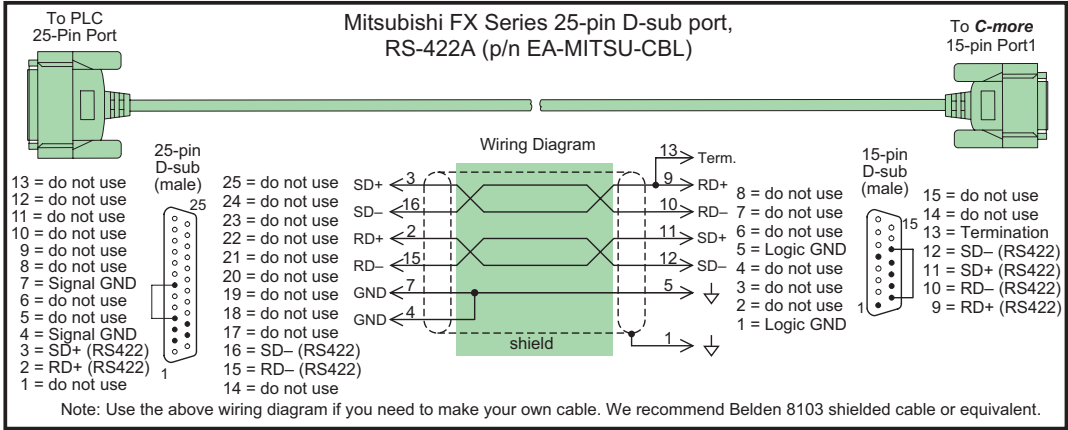 To PLC
25-Pin Port
Mitsubishi FX Series 25-pin D-sub port,
RS-422A (p/n EA-MITSU-CBL)
To C-more
15-pin Port1
25-pin
D-sub
(male)
13 = do not use
12 = do not use
11 = do not use
10 = do not use
9 = do not use
8 = do not use
7 = Signal GND
6 = do not use
5 = do not use
4 = Signal GND
3 = SD+ (RS422)
2 = RD+ (RS422)
1 = do not use
25
1
25 = do not use
24 = do not use
23 = do not use
22 = do not use
21 = do not use
20 = do not use
19 = do not use
18 = do not use
17 = do not use
16 = SD– (RS422)
15 = RD– (RS422)
14 = do not use
Wiring Diagram
13 Term.
SD+ 3 9 RD+
SD– 16 10 RD–
RD+ 2 11 SD+
RD– 15 12 SD–
GND 7 5
GND 4
shield 1
8 = do not use
7 = do not use
6 = do not use
5 = Logic GND
4 = do not use
3 = do not use
2 = do not use
1 = Logic GND
15-pin
D-sub
(male)
15
1
15 = do not use
14 = do not use
13 = Termination
12 = SD– (RS422)
11 = SD+ (RS422)
10 = RD– (RS422)
9 = RD+ (RS422)
Note: Use the above wiring diagram if you need to make your own cable. We recommend Belden 8103 shielded cable or equivalent.